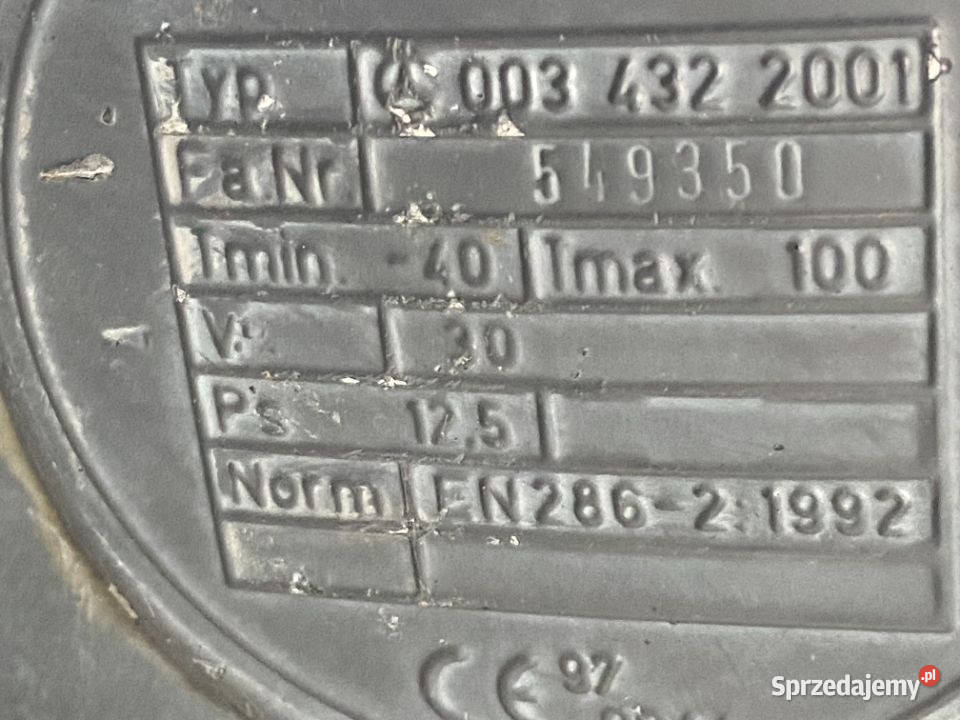 Typ 003 432 2001
Fa.Nr 549350
Tmin. -40 Tmax. 100
V: 30
Ps 12,5
Norm EN286-2:1992
CE 97
Sprzedajemy.pl